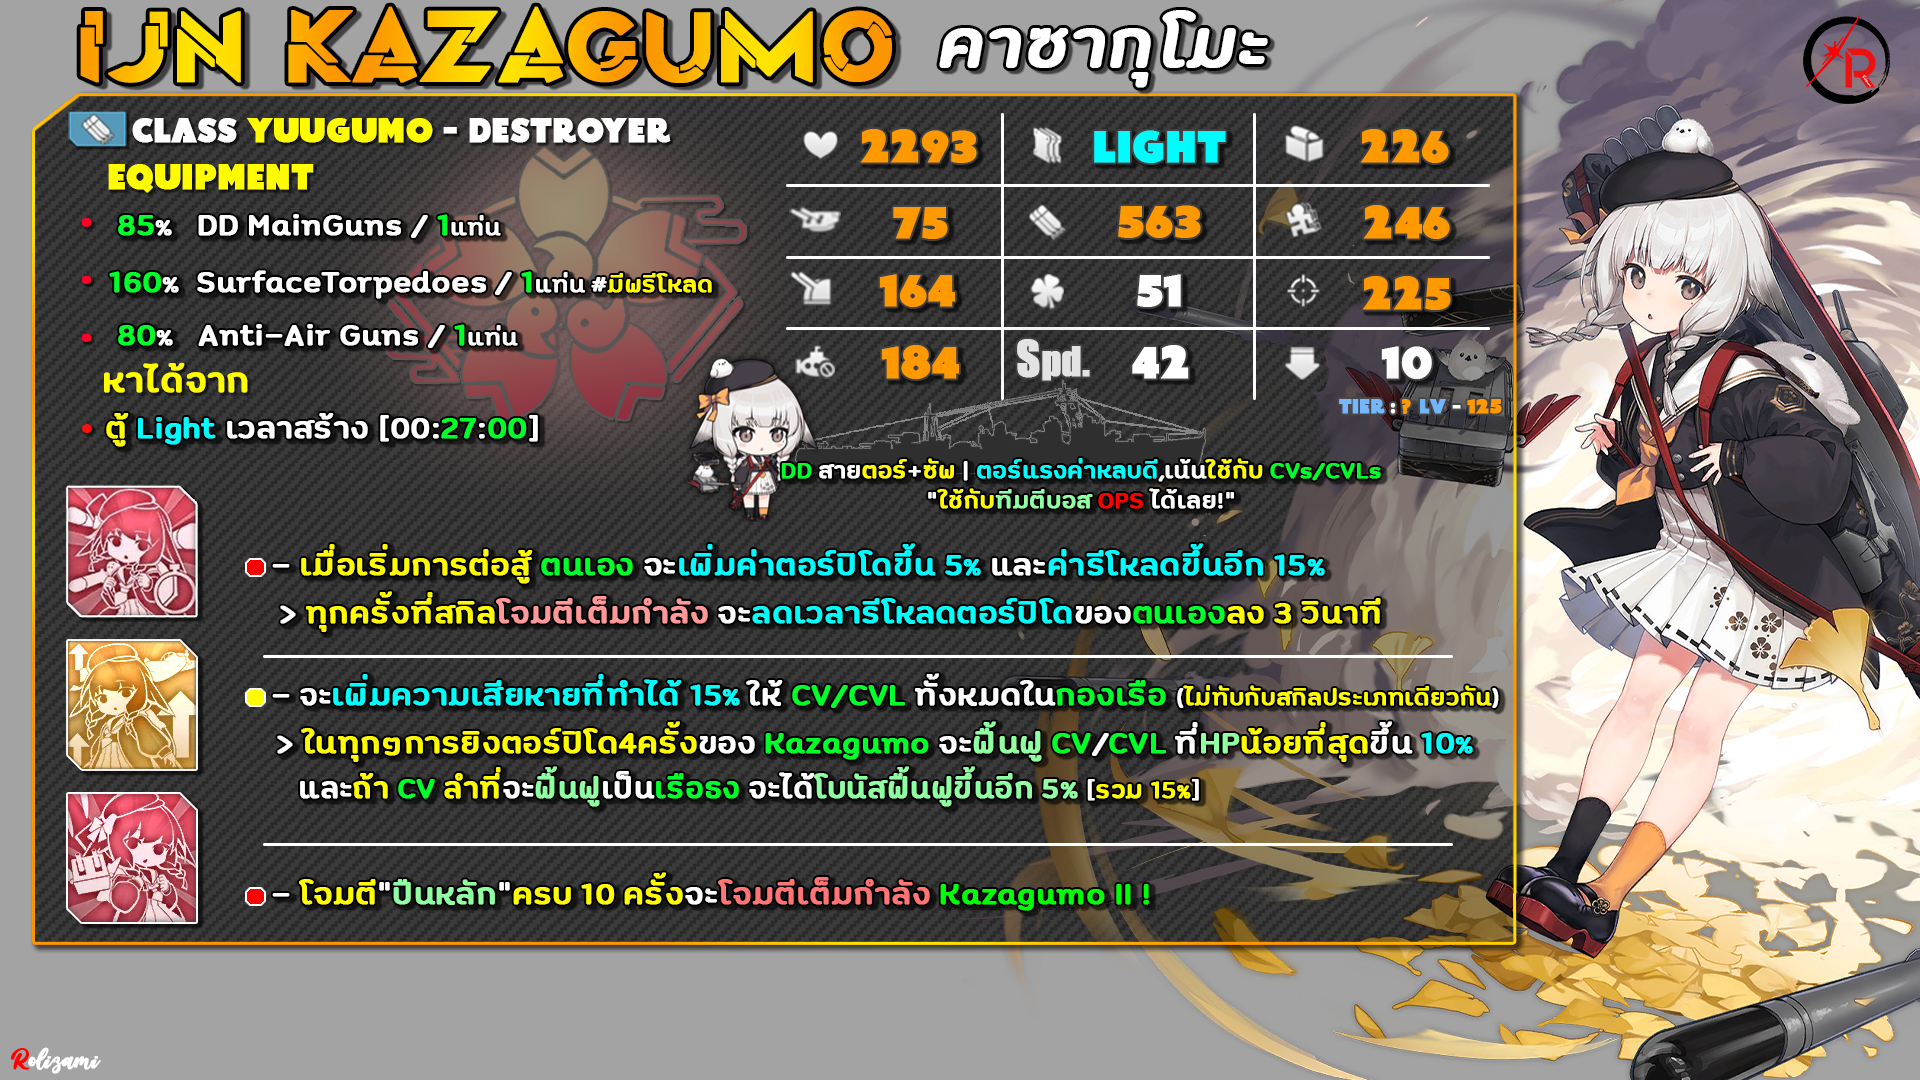 IJN KAZAGUMO คาซากุโมะ
R
CLASS YUUGUMO - DESTROYER
EQUIPMENT
• 85% DD MainGuns / 1แท่น
• 160% SurfaceTorpedoes / 1แท่น #มีพรีโหลด
• 80% Anti-Air Guns / 1แท่น
หาได้จาก
• ตู้ Light เวลาสร้าง [00:27:00]
2293 LIGHT 226
75 563 246
164 51 225
184 Spd. 42 10
TIER : ? LV - 125
DD สายตอร์+ซัพ | ตอร์แรงค่าหลบดี,เน้นใช้กับ CVs/CVLs
"ใช้กับทีมตีบอส OPS ได้เลย!"
- เมื่อเริ่มการต่อสู้ ตนเอง จะเพิ่มค่าตอร์ปิโดขึ้น 5% และค่ารีโหลดขึ้นอีก 15%
> ทุกครั้งที่สกิลโจมตีเต็มกำลัง จะลดเวลารีโหลดตอร์ปิโดของตนเองลง 3 วินาที
- จะเพิ่มความเสียหายที่ทำได้ 15% ให้ CV/CVL ทั้งหมดในกองเรือ (ไม่ทับกับสกิลประเภทเดียวกัน)
> ในทุกๆการยิงตอร์ปิโด4ครั้งของ Kazagumo จะฟื้นฟู CV/CVL ที่HPน้อยที่สุดขึ้น 10%
และถ้า CV ลำที่จะฟื้นฟูเป็นเรือธง จะได้โบนัสฟื้นฟูขึ้นอีก 5% [รวม 15%]
- โจมตี"ปืนหลัก"ครบ 10 ครั้งจะโจมตีเต็มกำลัง Kazagumo II !
Rolizami